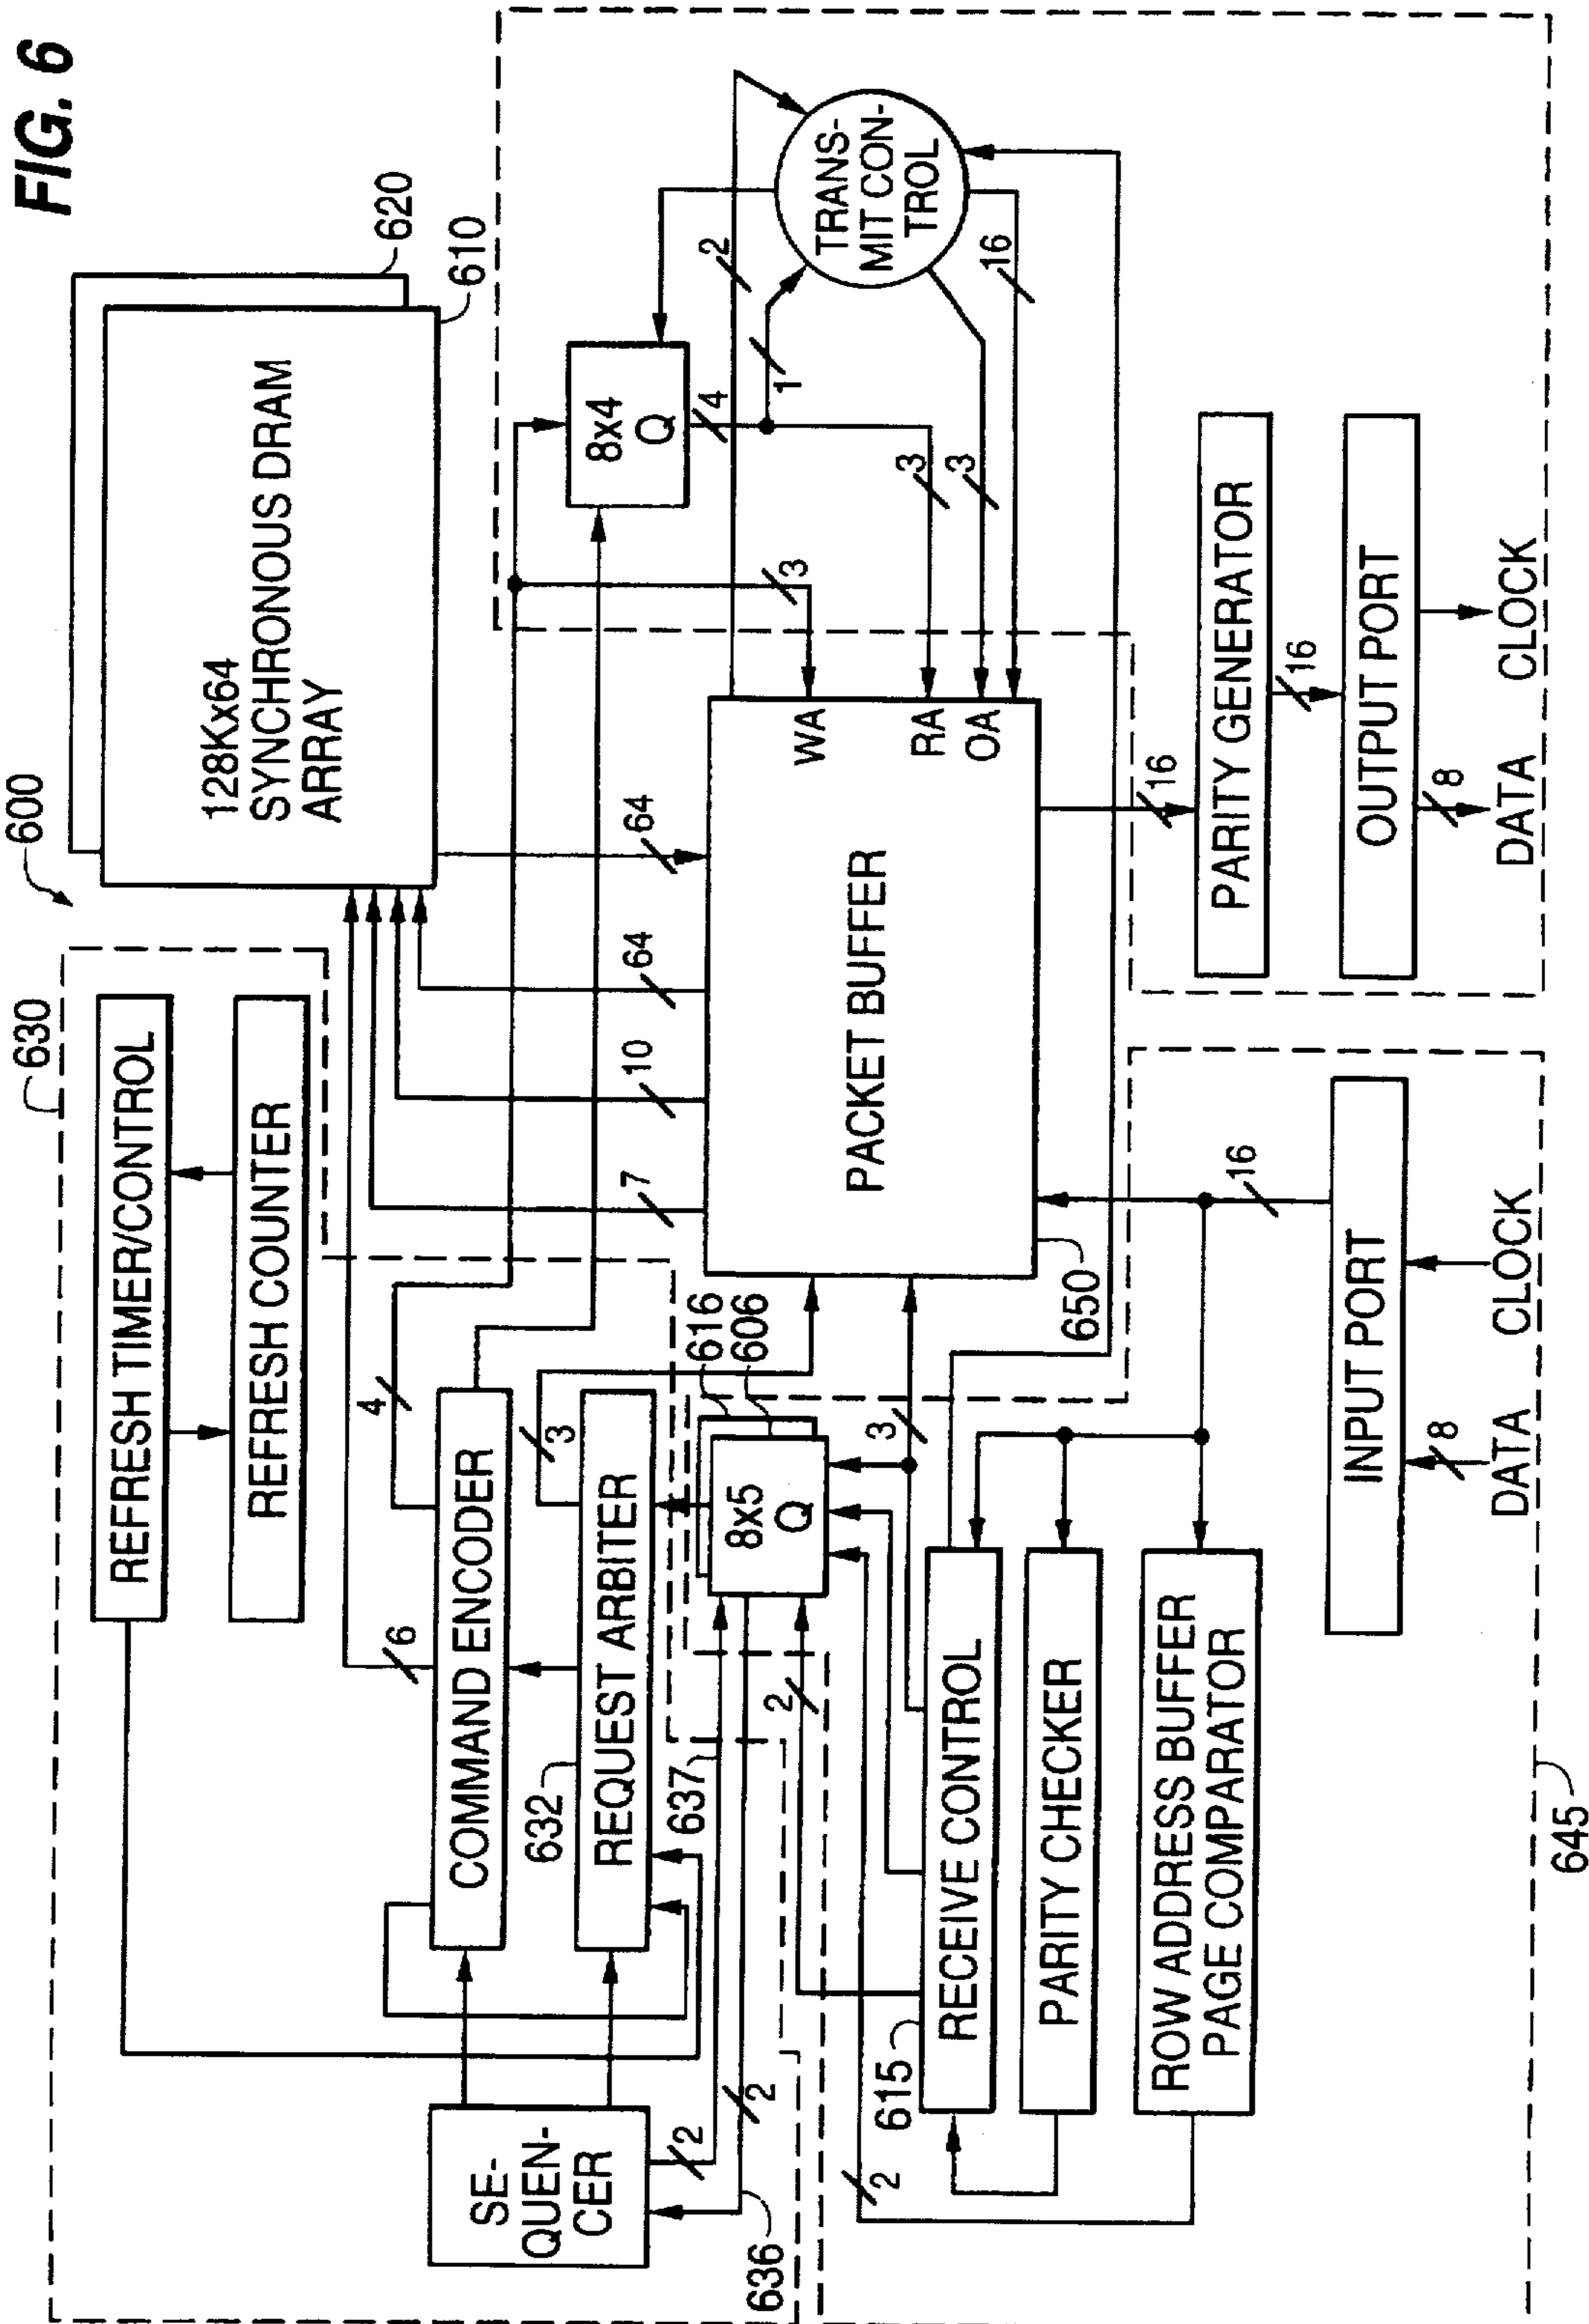 FIG. 6
600
620
610
128Kx64
SYNCHRONOUS DRAM
ARRAY
630
REFRESH TIMER/CONTROL
REFRESH COUNTER
SE-
QUEN-
CER
COMMAND ENCODER
632
REQUEST ARBITER
6
4
3
2
2
636
637
616
606
8x5
Q
7
10
64
64
PACKET BUFFER
650
WA
RA
OA
3
3
3
16
8x4
Q
4
1
2
TRANS-
MIT CON-
TROL
615
RECEIVE CONTROL
PARITY CHECKER
ROW ADDRESS BUFFER
PAGE COMPARATOR
2
2
3
16
INPUT PORT
8
DATA
CLOCK
16
PARITY GENERATOR
16
OUTPUT PORT
8
DATA
CLOCK
645